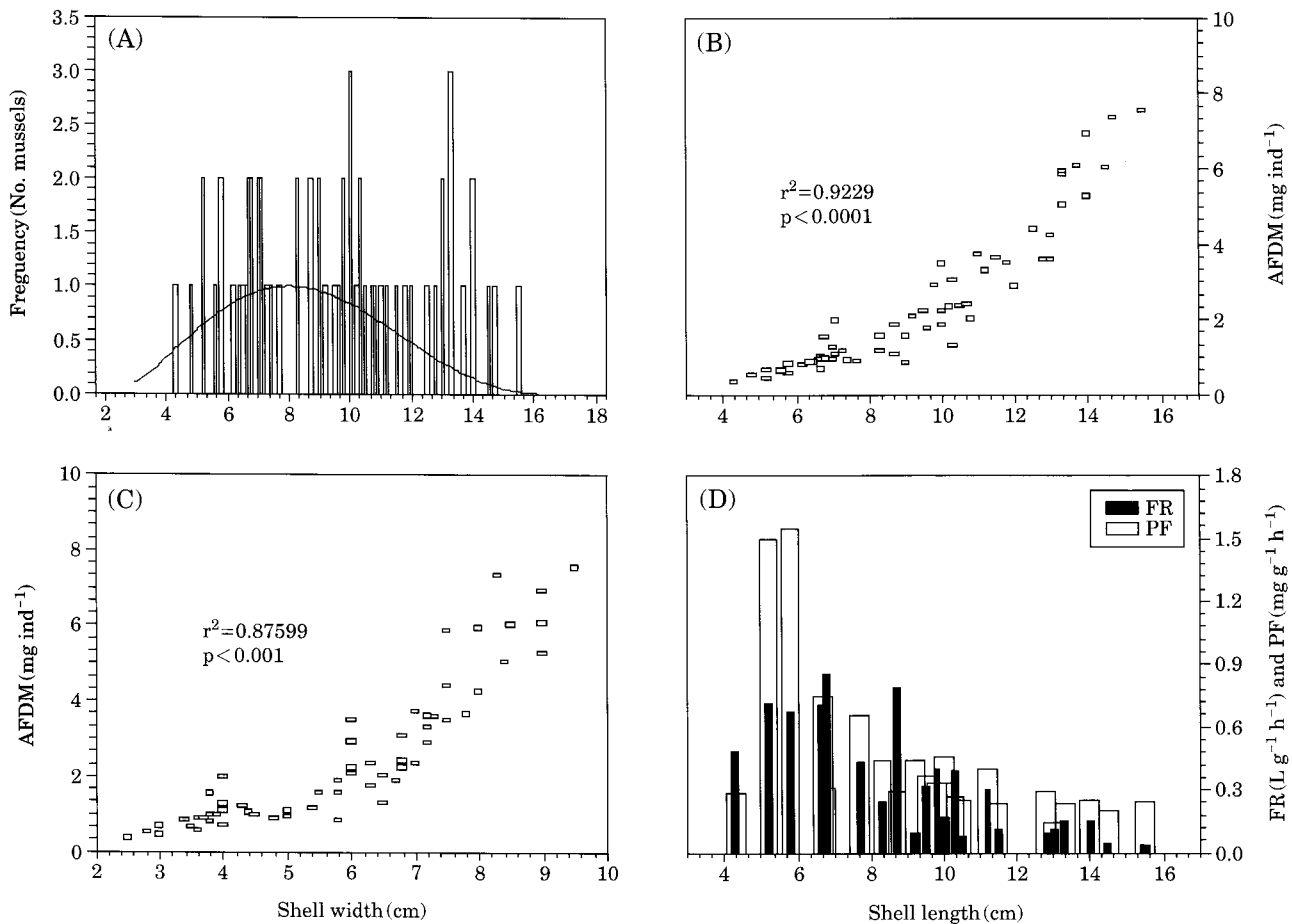 (A)
3.5
3.0
2.5
2.0
1.5
1.0
0.5
0.0
Freguency (No. mussels)
2 4 6 8 10 12 14 16 18
(B)
r²=0.9229
p<0.0001
10
8
6
4
2
0
AFDM (mg ind⁻¹)
4 6 8 10 12 14 16
(C)
r²=0.87599
p<0.001
10
8
6
4
2
0
AFDM (mg ind⁻¹)
2 3 4 5 6 7 8 9 10
Shell width (cm)
(D)
FR
PF
1.8
1.5
1.2
0.9
0.6
0.3
0.0
FR (L g⁻¹ h⁻¹) and PF (mg g⁻¹ h⁻¹)
4 6 8 10 12 14 16
Shell length (cm)